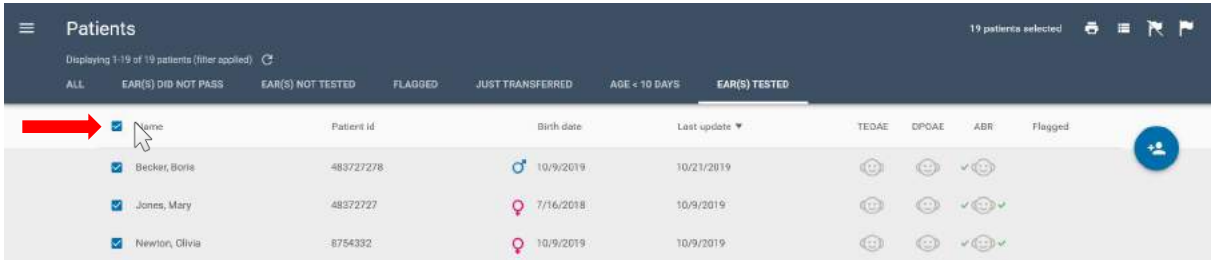 Patients 19 patients selected
Displaying 1-19 of 19 patients (filter applied)
ALL EAR(S) DID NOT PASS EAR(S) NOT TESTED FLAGGED JUST TRANSFERRED AGE < 10 DAYS EAR(S) TESTED
Name Patient id Birth date Last update ▼ TEOAE DPOAE ABR Flagged
Becker, Boris 483727278 10/9/2019 10/21/2019
Jones, Mary 48372727 7/16/2018 10/9/2019
Newton, Olivia 8754332 10/9/2019 10/9/2019